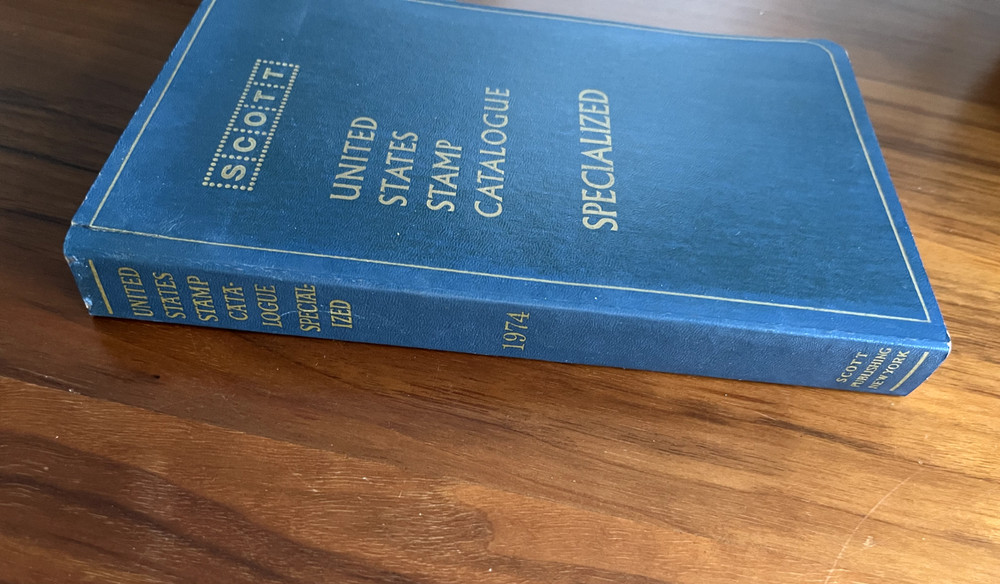 SCOTT
UNITED
STATES
STAMP
CATALOGUE
SPECIALIZED
UNITED
STATES
STAMP
CATA-
LOGUE
SPECIAL-
IZED
1974
SCOTT
PUBLISHING
NEW YORK